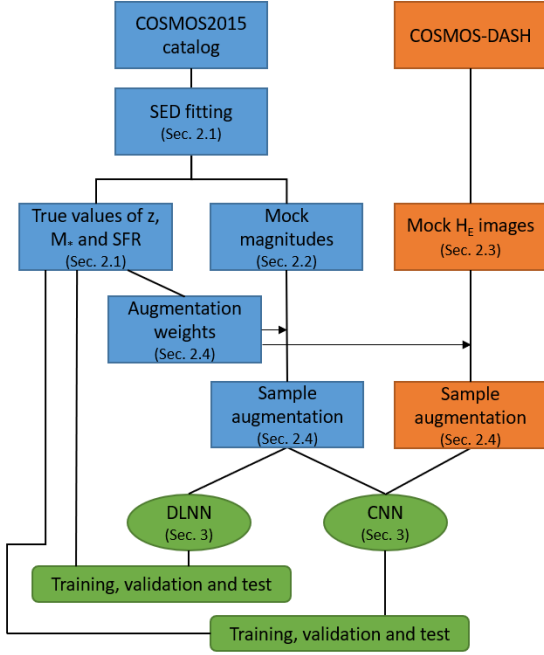 COSMOS2015
catalog
COSMOS-DASH
SED fitting
(Sec. 2.1)
True values of z,
M* and SFR
(Sec. 2.1)
Mock
magnitudes
(Sec. 2.2)
Mock HE images
(Sec. 2.3)
Augmentation
weights
(Sec. 2.4)
Sample
augmentation
(Sec. 2.4)
Sample
augmentation
(Sec. 2.4)
DLNN
(Sec. 3)
CNN
(Sec. 3)
Training, validation and test
Training, validation and test